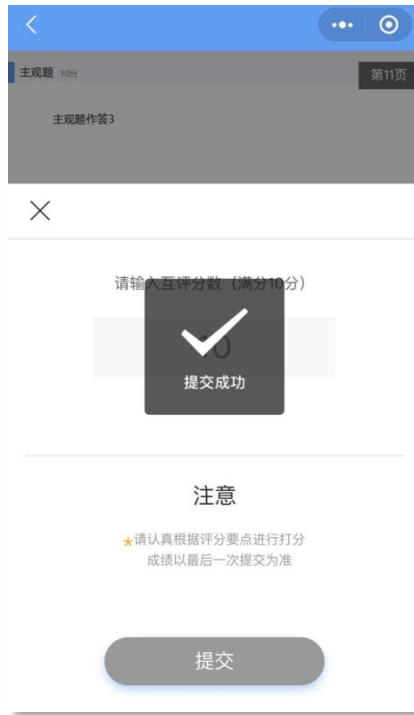 主观题 10分
第11页
主观题作答3
请输入互评分数（满分10分）
10
提交成功
注意
*请认真根据评分要点进行打分
成绩以最后一次提交为准
提交